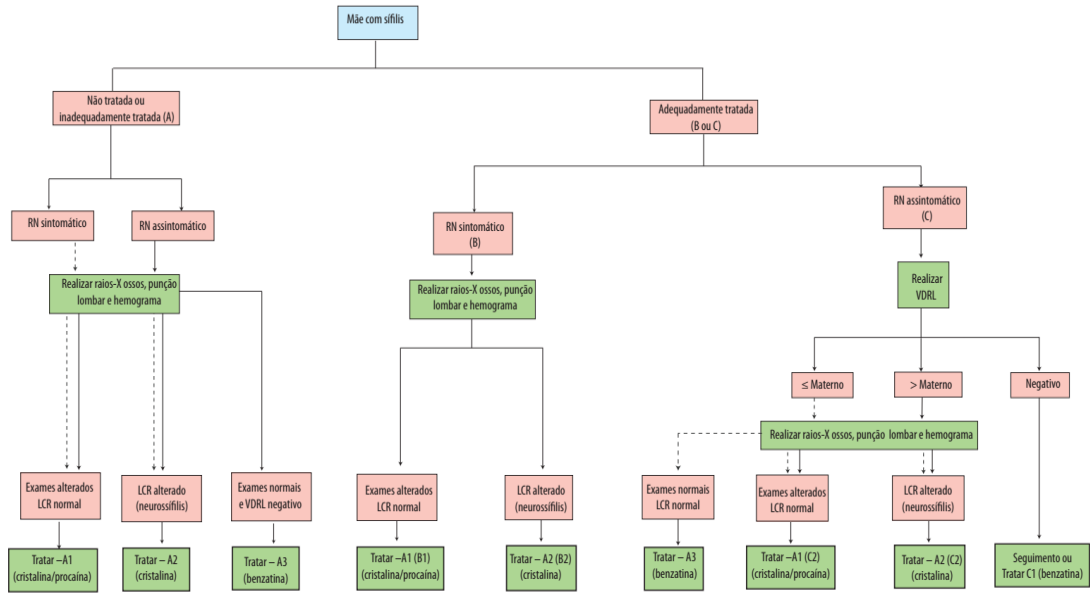 Mãe com sífilis
Não tratada ou
inadequadamente tratada (A)
Adequadamente tratada
(B ou C)
RN sintomático
RN assintomático
RN sintomático
(B)
RN assintomático
(C)
Realizar raios-X ossos, punção
lombar e hemograma
Realizar raios-X ossos, punção
lombar e hemograma
Realizar
VDRL
≤ Materno
> Materno
Negativo
Realizar raios-X ossos, punção lombar e hemograma
Exames alterados
LCR normal
LCR alterado
(neurossífilis)
Exames normais
e VDRL negativo
Exames alterados
LCR normal
LCR alterado
(neurossífilis)
Exames normais
LCR normal
Exames alterados
LCR normal
LCR alterado
(neurossífilis)
Tratar –A1
(cristalina/procaína)
Tratar – A2
(cristalina)
Tratar – A3
(benzatina)
Tratar –A1 (B1)
(cristalina/procaína)
Tratar – A2 (B2)
(cristalina)
Tratar – A3
(benzatina)
Tratar –A1 (C2)
(cristalina/procaína)
Tratar – A2 (C2)
(cristalina)
Seguimento ou
Tratar C1 (benzatina)